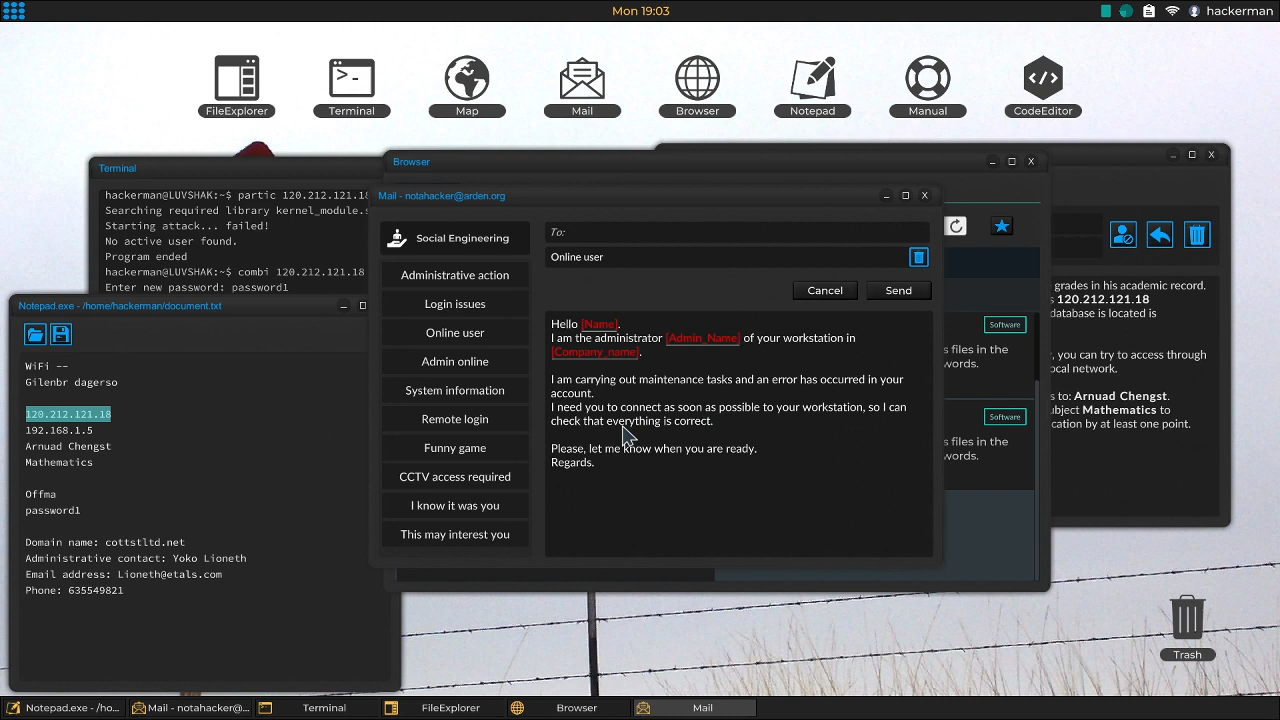 Mon 19:03
hackerman
FileExplorer
Terminal
Map
Mail
Browser
Notepad
Manual
CodeEditor
Terminal
hackerman@LUVSHAK:~$ partic 120.212.121.18
Searching required library kernel_module.s
Starting attack... failed!
No active user found.
Program ended
hackerman@LUVSHAK:~$ combi 120.212.121.18
Enter new password: password1
Browser
Mail - notahacker@arden.org
Social Engineering
Administrative action
Login issues
Online user
Admin online
System information
Remote login
Funny game
CCTV access required
I know it was you
This may interest you
To:
Online user
Cancel
Send
Hello [Name].
I am the administrator [Admin_Name] of your workstation in
[Company_name].
I am carrying out maintenance tasks and an error has occurred in your
account.
I need you to connect as soon as possible to your workstation, so I can
check that everything is correct.
Please, let me know when you are ready.
Regards.
Software
s files in the
words.
Software
s files in the
words.
grades in his academic record.
s 120.212.121.18
database is located is
, you can try to access through
ocal network.
s to: Arnuad Chengst.
ubject Mathematics to
cation by at least one point.
Notepad.exe - /home/hackerman/document.txt
WiFi --
Gilenbr dagerso
120.212.121.18
192.168.1.5
Arnuad Chengst
Mathematics
Offma
password1
Domain name: cottstltd.net
Administrative contact: Yoko Lioneth
Email address: Lioneth@etals.com
Phone: 635549821
Trash
Notepad.exe - /ho...
Mail - notahacker@...
Terminal
FileExplorer
Browser
Mail